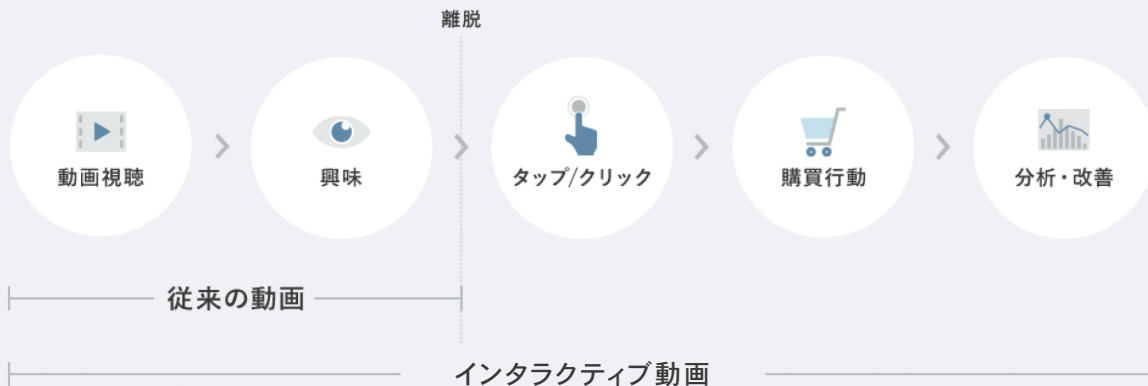 離脱
動画視聴
興味
タップ/クリック
購買行動
分析・改善
従来の動画
インタラクティブ動画